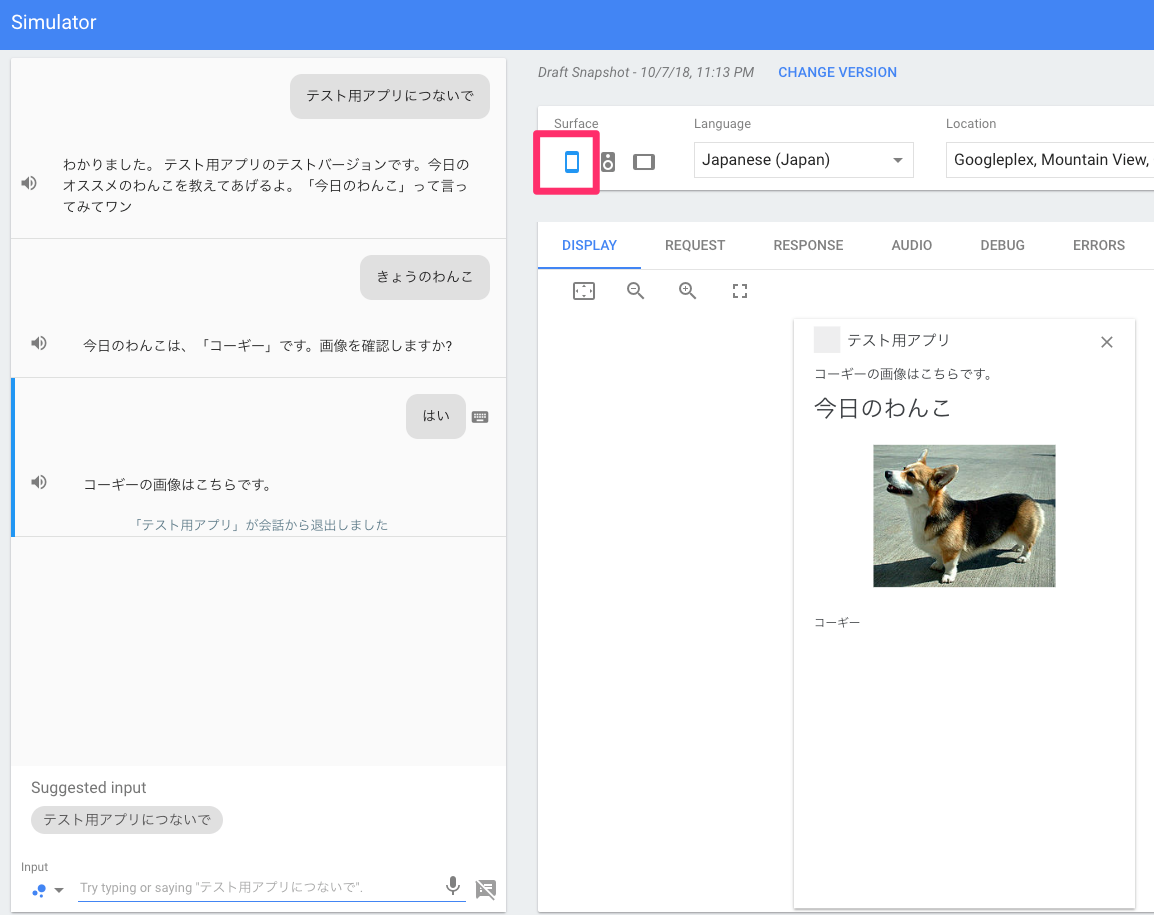 Simulator
テスト用アプリにつないで
わかりました。 テスト用アプリのテストバージョンです。今日の
オススメのわんこを教えてあげるよ。「今日のわんこ」って言っ
てみてワン
きょうのわんこ
今日のわんこは、「コーギー」です。画像を確認しますか?
はい
コーギーの画像はこちらです。
「テスト用アプリ」が会話から退出しました
Suggested input
テスト用アプリにつないで
Input
Try typing or saying "テスト用アプリにつないで".
Draft Snapshot - 10/7/18, 11:13 PM CHANGE VERSION
Surface Language Location
Japanese (Japan) Googleplex, Mountain View,
DISPLAY REQUEST RESPONSE AUDIO DEBUG ERRORS
テスト用アプリ
コーギーの画像はこちらです。
今日のわんこ
コーギー